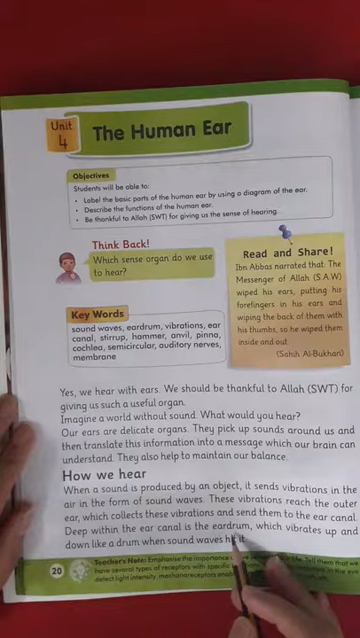 Unit
4
The Human Ear
Objectives
Students will be able to:
• Label the basic parts of the human ear by using a diagram of the ear.
• Describe the functions of the human ear.
• Be thankful to Allah (SWT) for giving us the sense of hearing.
Think Back!
Which sense organ do we use
to hear?
Key Words
sound waves, eardrum, vibrations, ear
canal, stirrup, hammer, anvil, pinna,
cochlea, semicircular, auditory nerves,
membrane
Read and Share!
Ibn Abbas narrated that: The
Messenger of Allah (S.A.W)
wiped his ears, putting his
forefingers in his ears and
wiping the back of them with
his thumbs, so he wiped them
inside and out
(Sahih Al-Bukhari)
Yes, we hear with ears. We should be thankful to Allah (SWT) for
giving us such a useful organ.
Imagine a world without sound. What would you hear?
Our ears are delicate organs. They pick up sounds around us and
then translate this information into a message which our brain can
understand. They also help to maintain our balance.
How we hear
When a sound is produced by an object, it sends vibrations in the
air in the form of sound waves. These vibrations reach the outer
ear, which collects these vibrations and send them to the ear canal.
Deep within the ear canal is the eardrum, which vibrates up and
down like a drum when sound waves hit it.
20
Teacher's Note: Emphasise the importance life. Tell them that we
have several types of receptors with specific in the eye
detect light intensity, mechanoreceptors